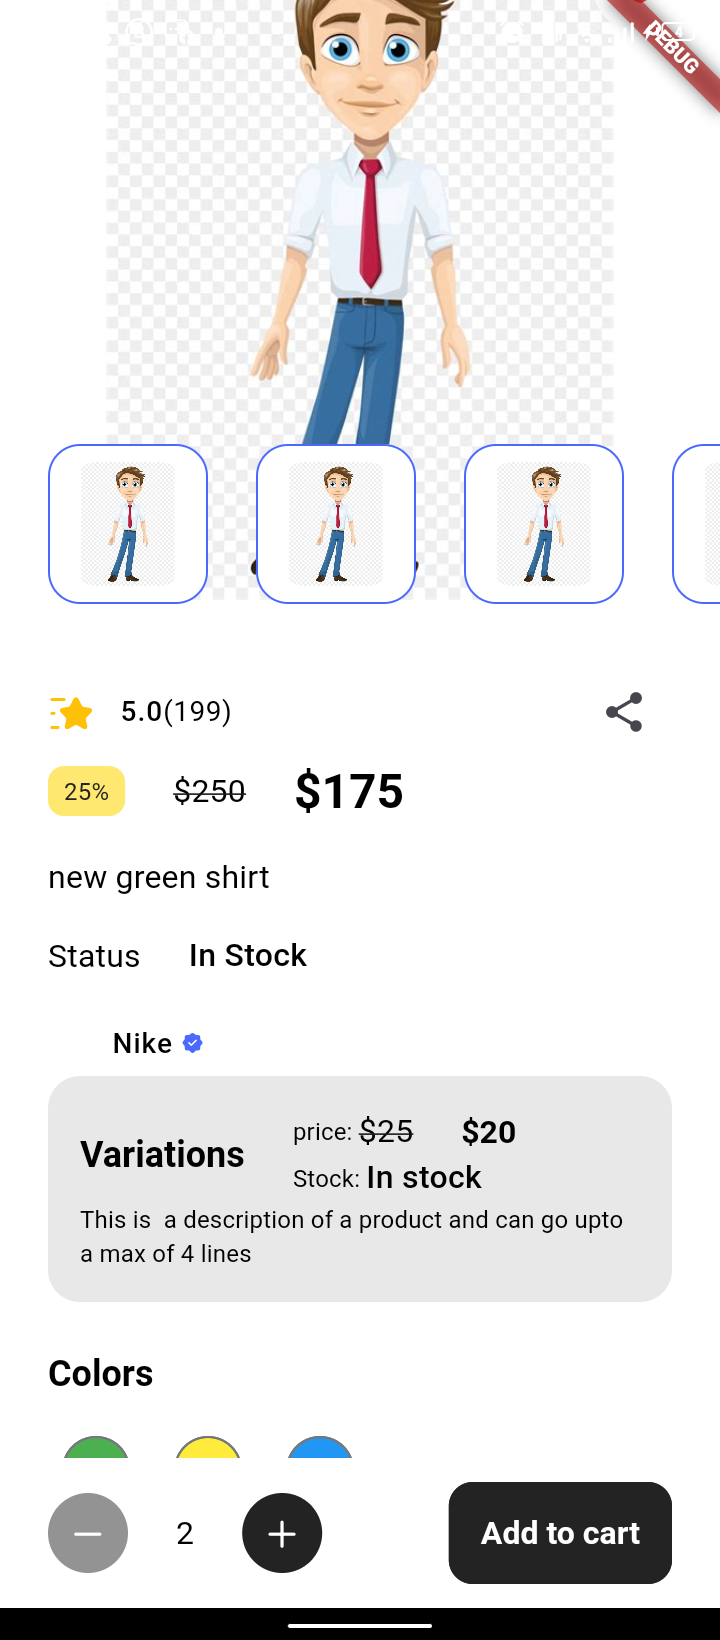 DEBUG
4
5.0(199)
25% $250 $175
new green shirt
Status In Stock
Nike
Variations
price: $25 $20
Stock: In stock
This is  a description of a product and can go upto
a max of 4 lines
Colors
2
Add to cart